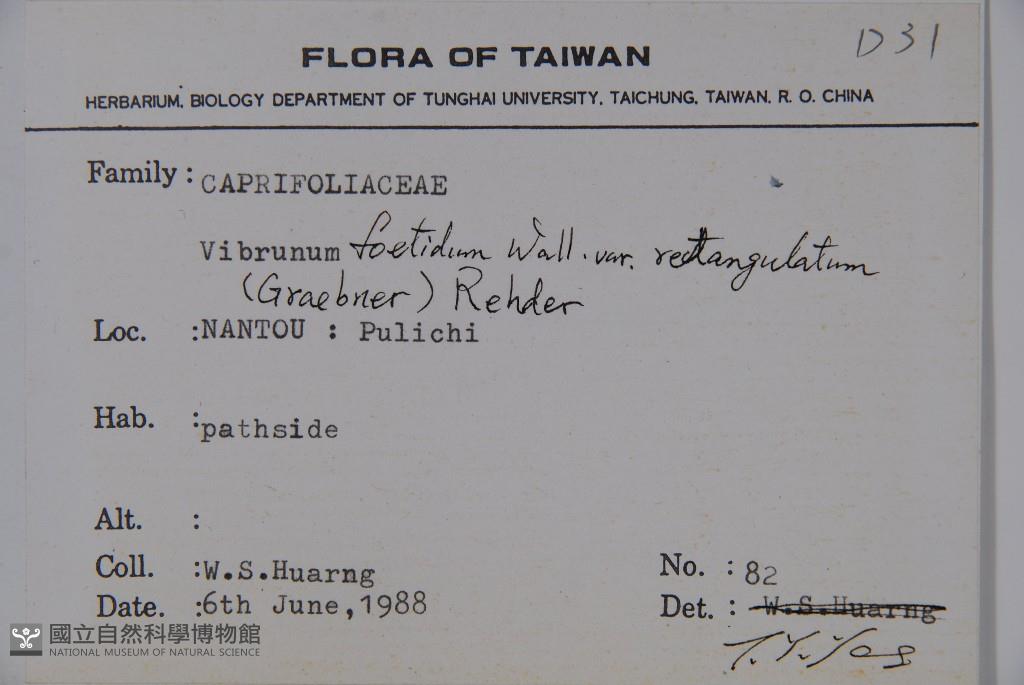 D31
FLORA OF TAIWAN
HERBARIUM. BIOLOGY DEPARTMENT OF TUNGHAI UNIVERSITY. TAICHUNG. TAIWAN. R. O. CHINA
Family : CAPRIFOLIACEAE
Vibrunum foetidum Wall. var. rectangulatum
(Graebner) Rehder
Loc. :NANTOU : Pulichi
Hab. :pathside
Alt. :
Coll. :W.S.Huarng No. : 82
Date. :6th June,1988 Det. : W.S.Huarng
國立自然科學博物館
NATIONAL MUSEUM OF NATURAL SCIENCE